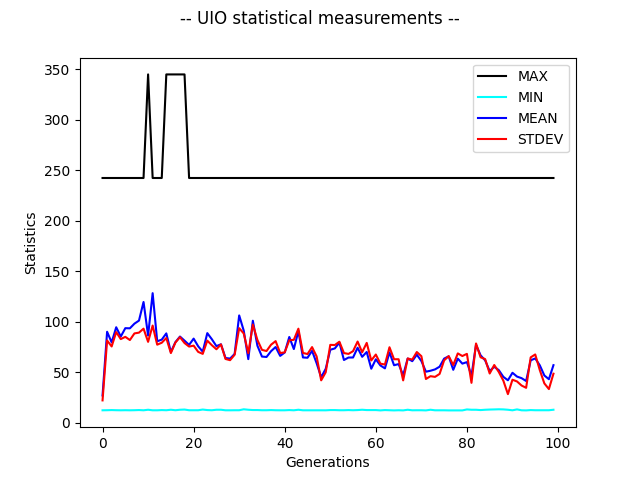 -- UIO statistical measurements --
350
300
250
200
150
100
50
0
Statistics
MAX
MIN
MEAN
STDEV
0 20 40 60 80 100
Generations